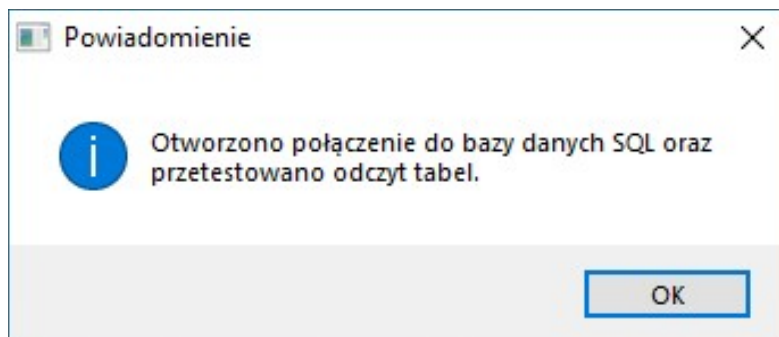 Powiadomienie
Otworzono połączenie do bazy danych SQL oraz
przetestowano odczyt tabel.
OK